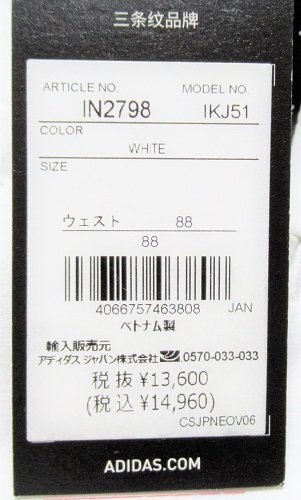 三条纹品牌
ARTICLE NO. MODEL NO.
IN2798 IKJ51
COLOR
WHITE
SIZE
ウェスト 88
88
4066757463808 JAN
ベトナム製
輸入販売元
アディダス ジャパン株式会社 0570-033-033
税抜 ¥13,600
(税込 ¥14,960)
CSJPNEOV06
ADIDAS.COM